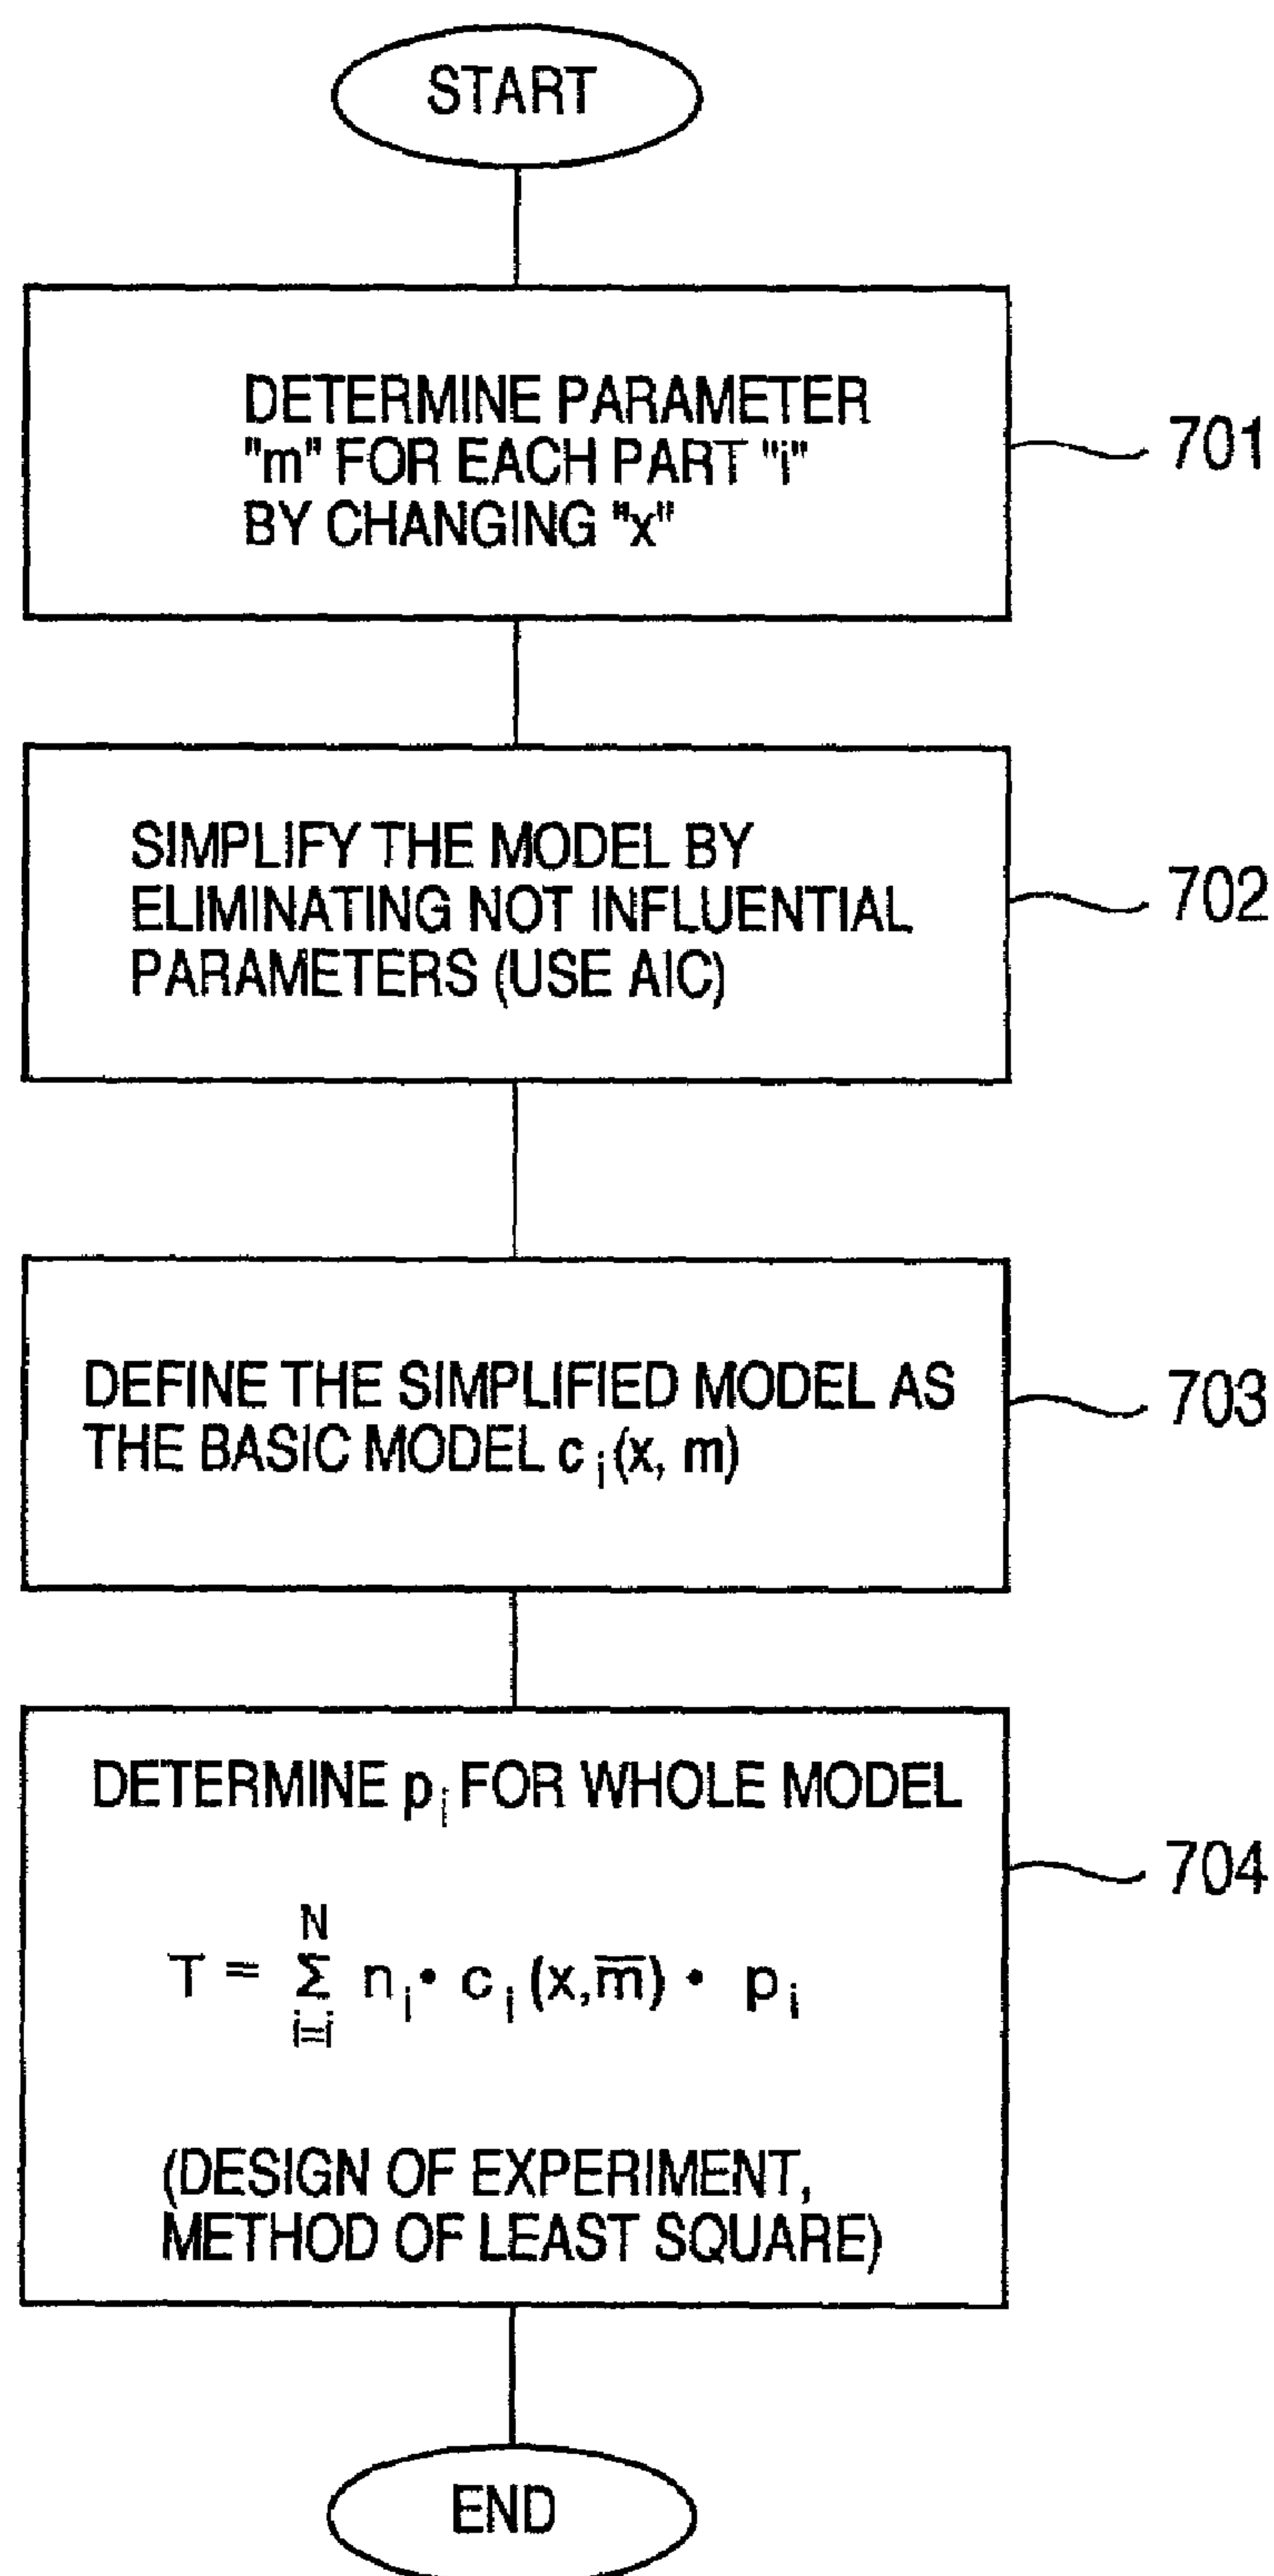 START
DETERMINE PARAMETER
"m" FOR EACH PART "i"
BY CHANGING "x"
701
SIMPLIFY THE MODEL BY
ELIMINATING NOT INFLUENTIAL
PARAMETERS (USE AIC)
702
DEFINE THE SIMPLIFIED MODEL AS
THE BASIC MODEL c i (x, m)
703
DETERMINE p i FOR WHOLE MODEL
704
N
T = Σ n i • c i (x, m̅) • p i
i=i
(DESIGN OF EXPERIMENT,
METHOD OF LEAST SQUARE)
END